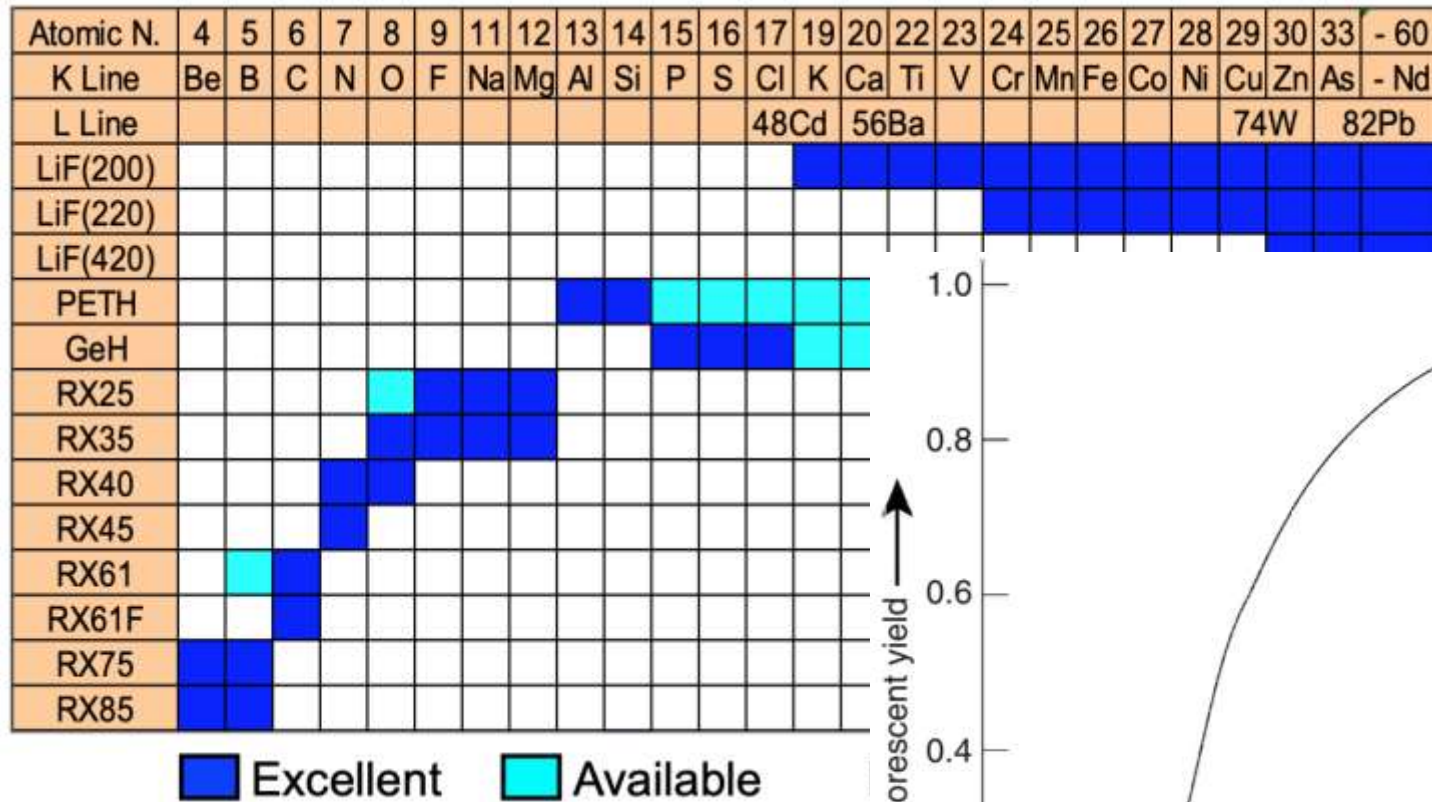 Atomic N. 4 5 6 7 8 9 11 12 13 14 15 16 17 19 20 22 23 24 25 26 27 28 29 30 33 - 60
K Line Be B C N O F Na Mg Al Si P S Cl K Ca Ti V Cr Mn Fe Co Ni Cu Zn As - Nd
L Line 48Cd 56Ba 74W 82Pb
LiF(200)
LiF(220)
LiF(420)
PETH
GeH
RX25
RX35
RX40
RX45
RX61
RX61F
RX75
RX85
Excellent Available
1.0
0.8
0.6
0.4
orescent yield